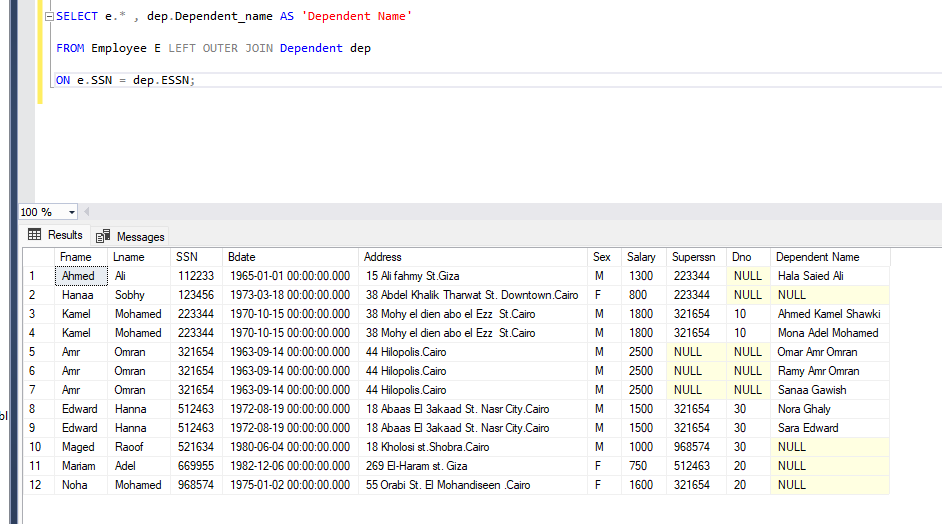 SELECT e.* , dep.Dependent_name AS 'Dependent Name'
FROM Employee E LEFT OUTER JOIN Dependent dep
ON e.SSN = dep.ESSN;
100 %
Results Messages
Fname Lname SSN Bdate Address Sex Salary Superssn Dno Dependent Name
1 Ahmed Ali 112233 1965-01-01 00:00:00.000 15 Ali fahmy St.Giza M 1300 223344 NULL Hala Saied Ali
2 Hanaa Sobhy 123456 1973-03-18 00:00:00.000 38 Abdel Khalik Tharwat St. Downtown.Cairo F 800 223344 NULL NULL
3 Kamel Mohamed 223344 1970-10-15 00:00:00.000 38 Mohy el dien abo el Ezz  St.Cairo M 1800 321654 10 Ahmed Kamel Shawki
4 Kamel Mohamed 223344 1970-10-15 00:00:00.000 38 Mohy el dien abo el Ezz  St.Cairo M 1800 321654 10 Mona Adel Mohamed
5 Amr Omran 321654 1963-09-14 00:00:00.000 44 Hilopolis.Cairo M 2500 NULL NULL Omar Amr Omran
6 Amr Omran 321654 1963-09-14 00:00:00.000 44 Hilopolis.Cairo M 2500 NULL NULL Ramy Amr Omran
7 Amr Omran 321654 1963-09-14 00:00:00.000 44 Hilopolis.Cairo M 2500 NULL NULL Sanaa Gawish
8 Edward Hanna 512463 1972-08-19 00:00:00.000 18 Abaas El 3akaad St. Nasr City.Cairo M 1500 321654 30 Nora Ghaly
bl
9 Edward Hanna 512463 1972-08-19 00:00:00.000 18 Abaas El 3akaad St. Nasr City.Cairo M 1500 321654 30 Sara Edward
10 Maged Raoof 521634 1980-06-04 00:00:00.000 18 Kholosi st.Shobra.Cairo M 1000 968574 30 NULL
11 Mariam Adel 669955 1982-12-06 00:00:00.000 269 El-Haram st. Giza F 750 512463 20 NULL
12 Noha Mohamed 968574 1975-01-02 00:00:00.000 55 Orabi St. El Mohandiseen .Cairo F 1600 321654 20 NULL